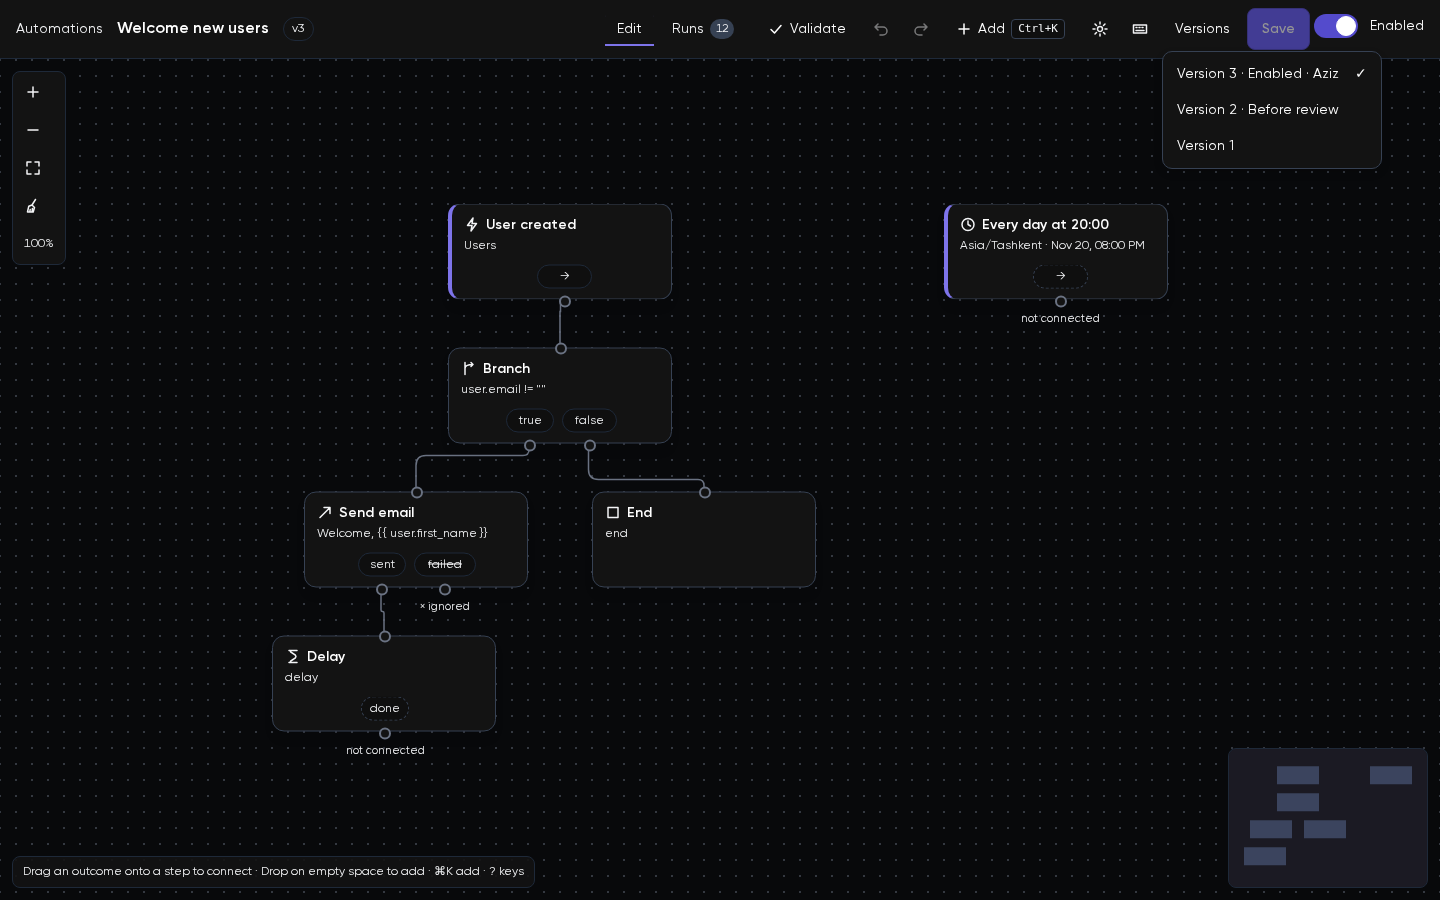 Automations Welcome new users v3 Edit Runs 12 Validate Add Ctrl+K Versions Save Enabled
Version 3 · Enabled · Aziz ✓
Version 2 · Before review
Version 1
100%
User created
Users
→
Every day at 20:00
Asia/Tashkent · Nov 20, 08:00 PM
→
not connected
Branch
user.email != ""
true false
Send email
Welcome, {{ user.first_name }}
sent failed
× ignored
End
end
Delay
delay
done
not connected
Drag an outcome onto a step to connect · Drop on empty space to add · ⌘K add · ? keys